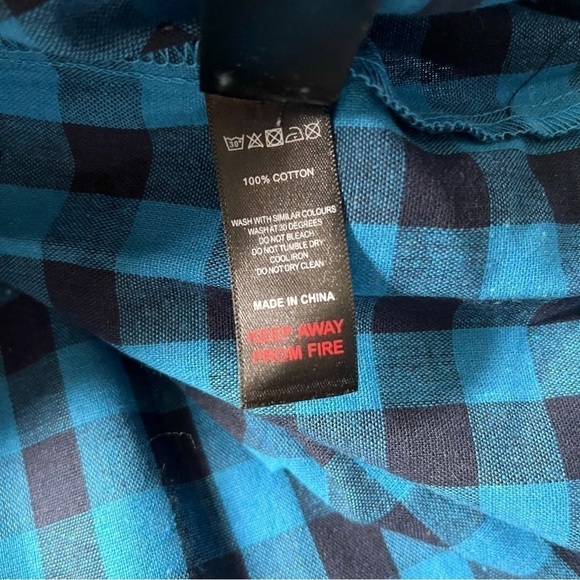 30°
100% COTTON
WASH WITH SIMILAR COLOURS
WASH AT 30 DEGREES
DO NOT BLEACH
DO NOT TUMBLE DRY
COOL IRON
DO NOT DRY CLEAN
MADE IN CHINA
KEEP AWAY
FROM FIRE